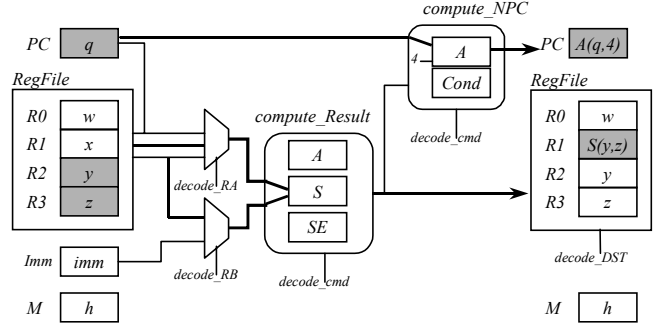 compute_NPC
PC q A PC A(q,4)
4
RegFile Cond RegFile
compute_Result
R0 w R0 w
decode_cmd
R1 x A R1 S(y,z)
R2 y R2 y
decode_RA
S
R3 z R3 z
SE
Imm imm decode_DST
decode_RB
decode_cmd
M h M h